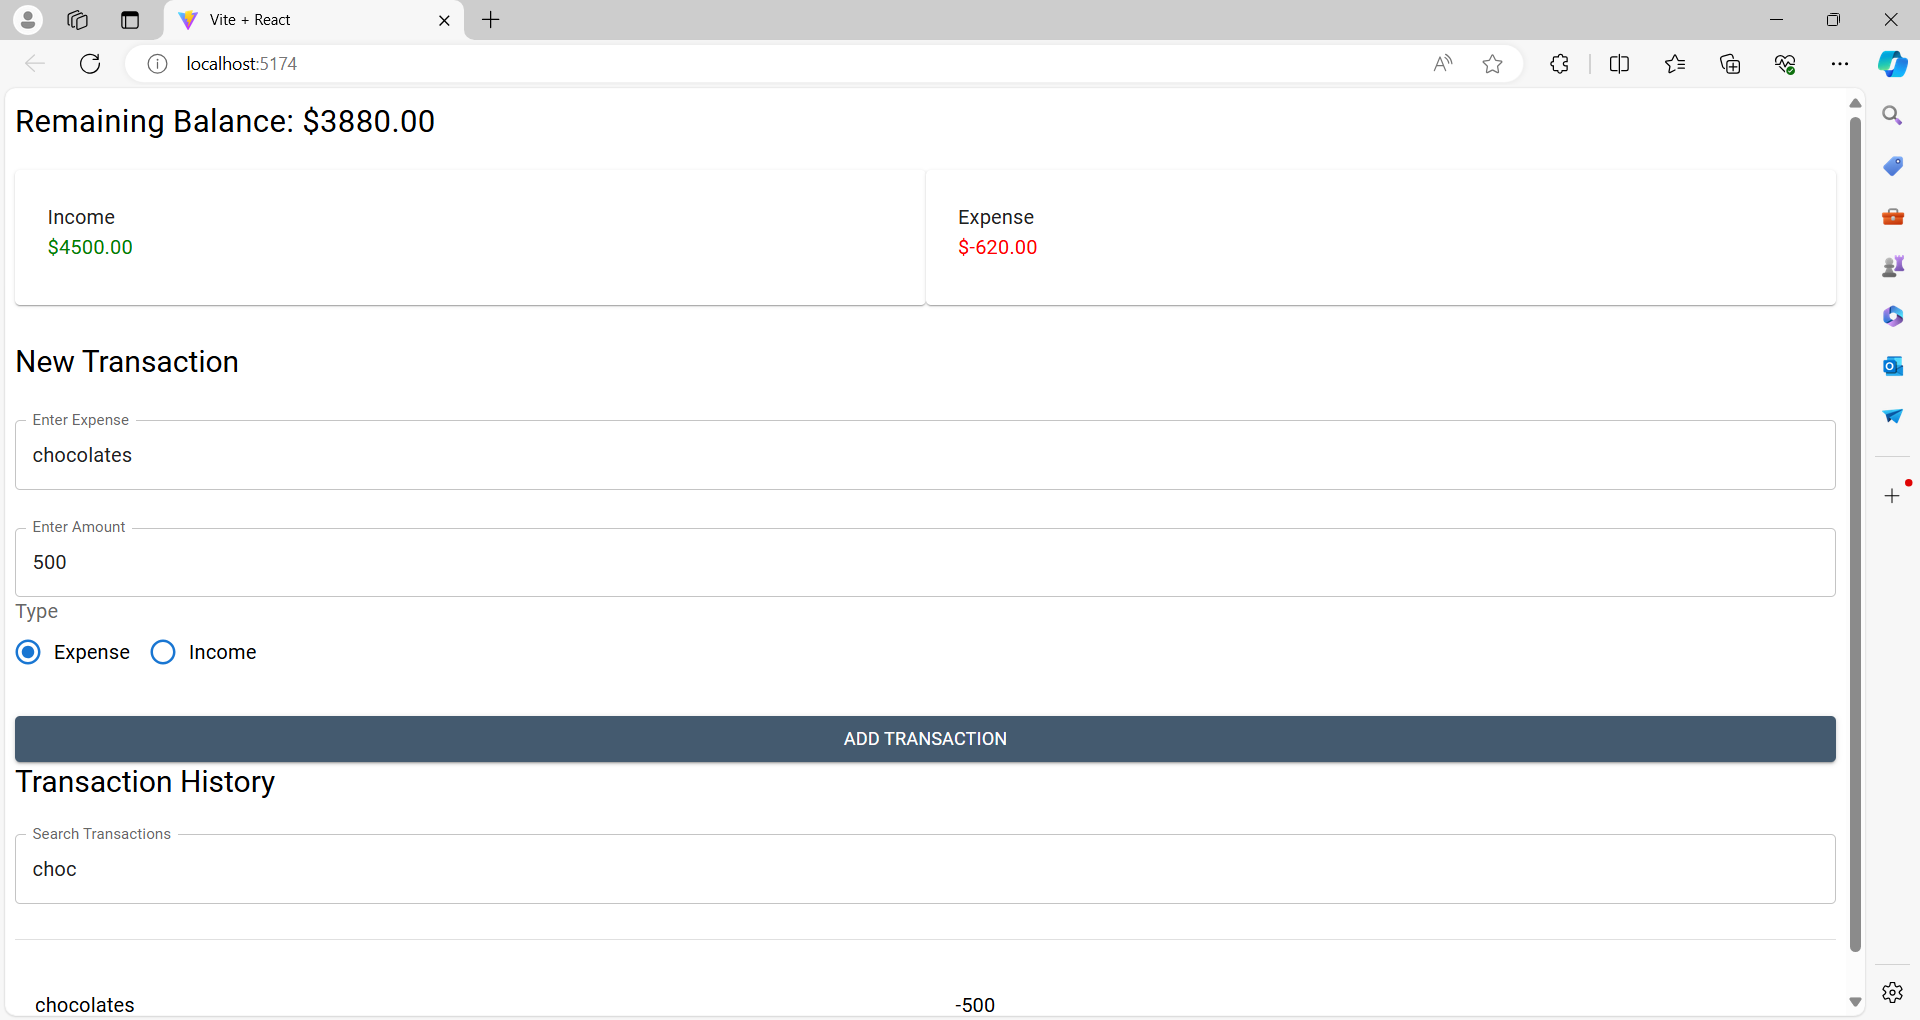 Vite + React
localhost:5174
Remaining Balance: $3880.00
Income
$4500.00
Expense
$-620.00
New Transaction
Enter Expense
chocolates
Enter Amount
500
Type
Expense Income
ADD TRANSACTION
Transaction History
Search Transactions
choc
chocolates -500